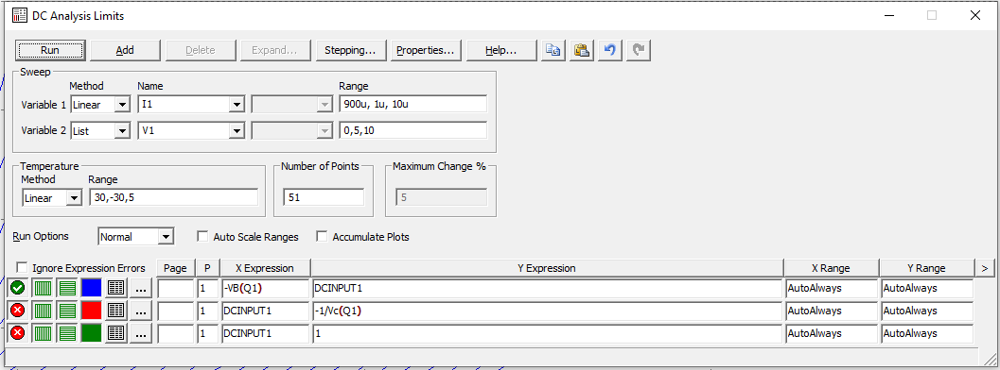 DC Analysis Limits
Run Add Delete Expand... Stepping... Properties... Help...
Sweep
Method Name Range
Variable 1 Linear I1 900u, 1u, 10u
Variable 2 List V1 0,5,10
Temperature Number of Points Maximum Change %
Method Range
Linear 30,-30,5 51 5
Run Options Normal Auto Scale Ranges Accumulate Plots
Ignore Expression Errors Page P X Expression Y Expression X Range Y Range >
... 1 -VB(Q1) DCINPUT1 AutoAlways AutoAlways
... 1 DCINPUT1 -1/Vc(Q1) AutoAlways AutoAlways
... 1 DCINPUT1 1 AutoAlways AutoAlways